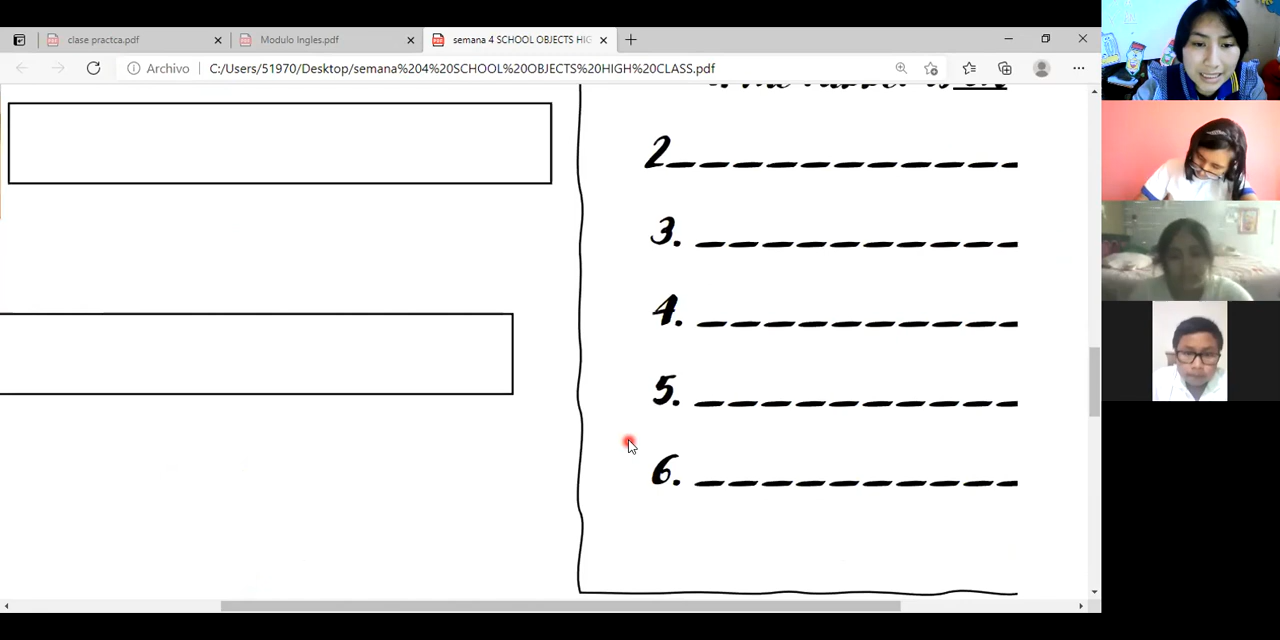 clase practca.pdf
Modulo Ingles.pdf
semana 4 SCHOOL OBJECTS HIG
Archivo
C:/Users/51970/Desktop/semana%204%20SCHOOL%20OBJECTS%20HIGH%20CLASS.pdf
2
3.
4.
5.
6.